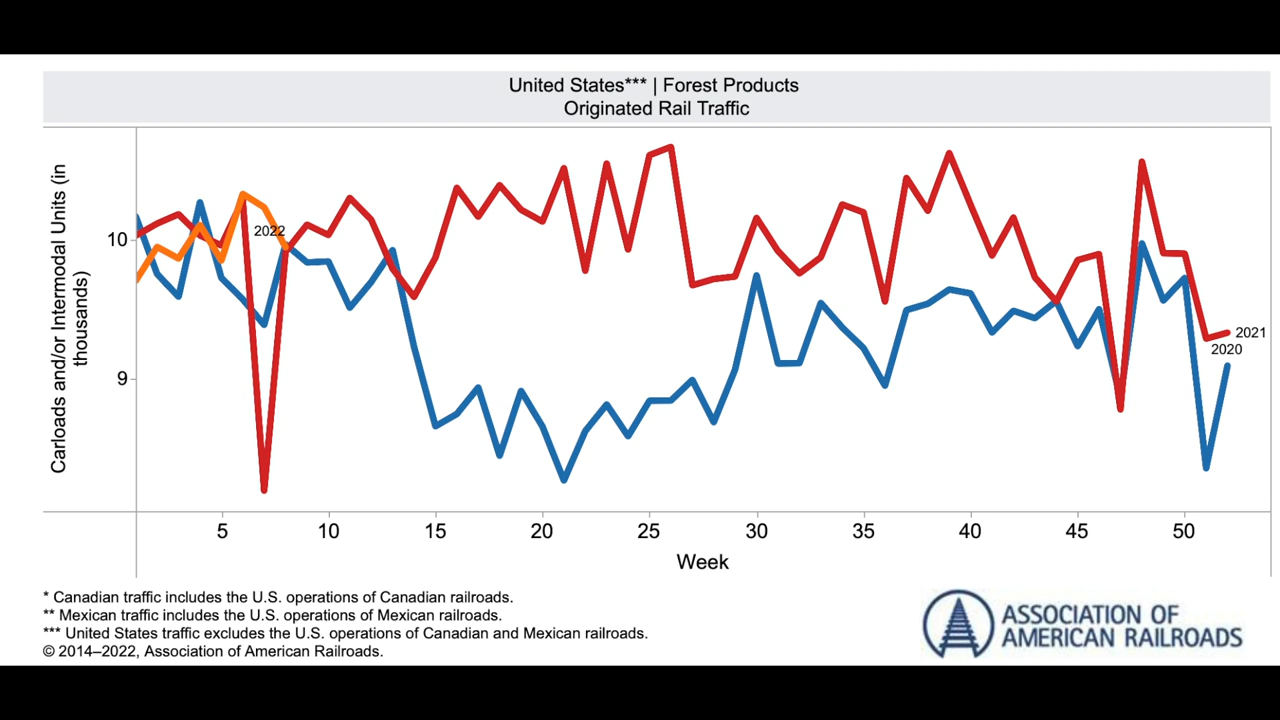 United States*** | Forest Products
Originated Rail Traffic
Carloads and/or Intermodal Units (in
thousands)
10
9
2022
2021
2020
5
10
15
20
25
30
35
40
45
50
Week
* Canadian traffic includes the U.S. operations of Canadian railroads.
** Mexican traffic includes the U.S. operations of Mexican railroads.
*** United States traffic excludes the U.S. operations of Canadian and Mexican railroads.
© 2014–2022, Association of American Railroads.
ASSOCIATION OF
AMERICAN RAILROADS